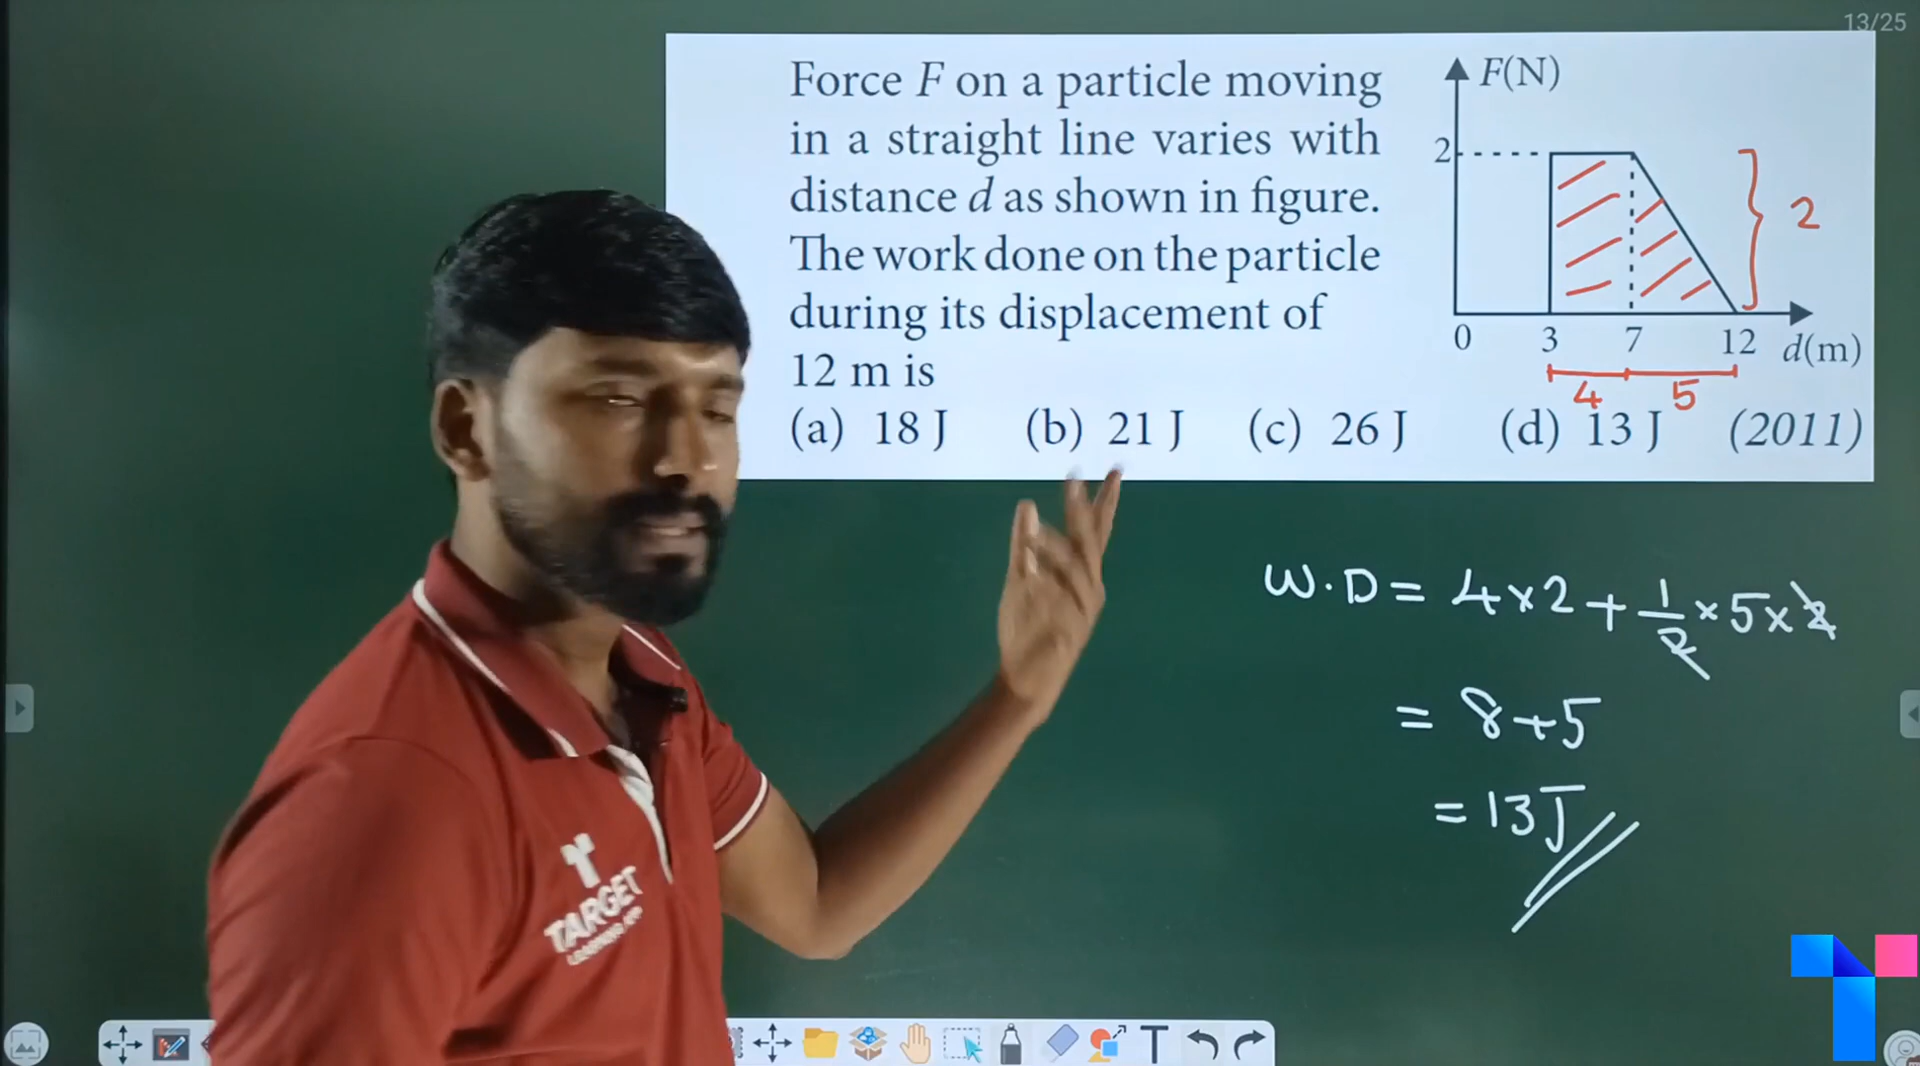 13/25
Force F on a particle moving
in a straight line varies with
distance d as shown in figure.
The work done on the particle
during its displacement of
12 m is
(a) 18 J (b) 21 J (c) 26 J (d) 13 J (2011)
F(N)
2
2
0 3 7 12 d(m)
4 5
W.D = 4 × 2 + 1/2 × 5 × 2
= 8 + 5
= 13 J
TARGET
T